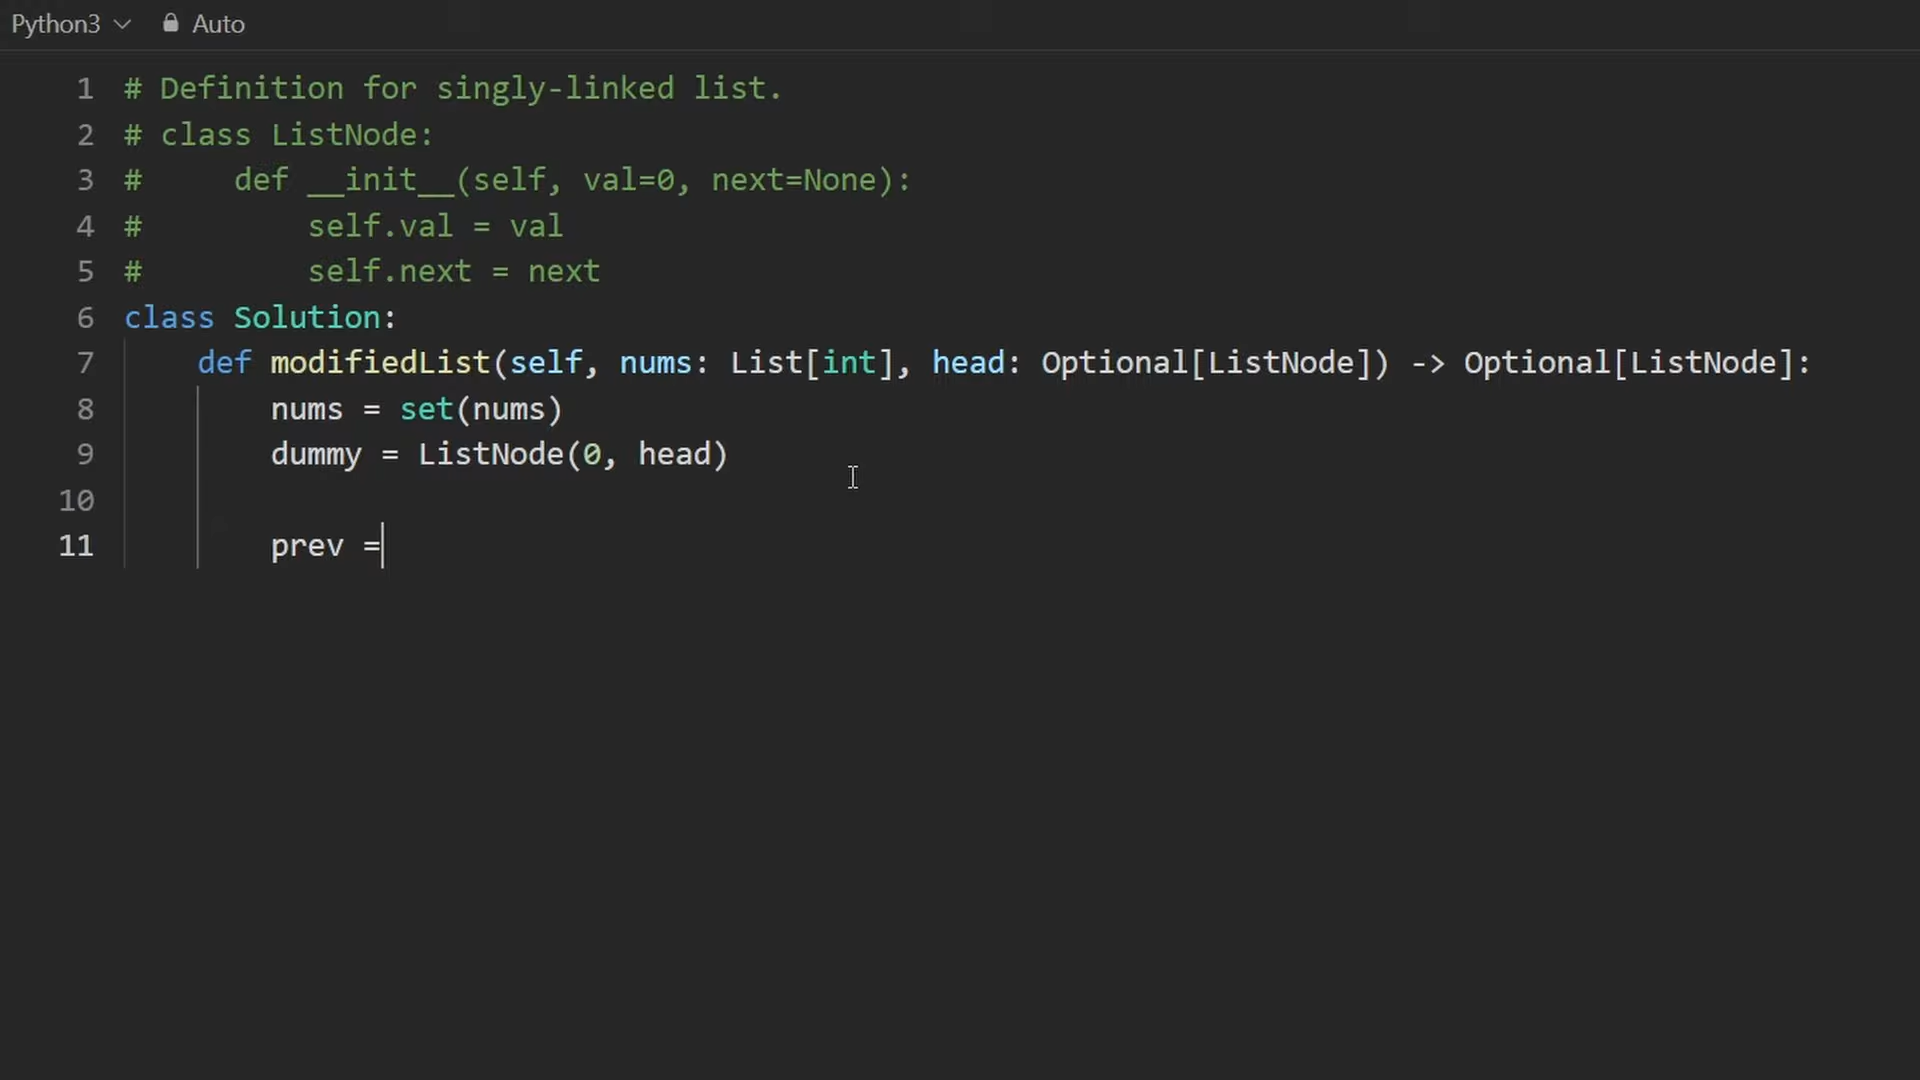 Python3 Auto
1 # Definition for singly-linked list.
2 # class ListNode:
3 #     def __init__(self, val=0, next=None):
4 #         self.val = val
5 #         self.next = next
6 class Solution:
7     def modifiedList(self, nums: List[int], head: Optional[ListNode]) -> Optional[ListNode]:
8         nums = set(nums)
9         dummy = ListNode(0, head)
10
11         prev =